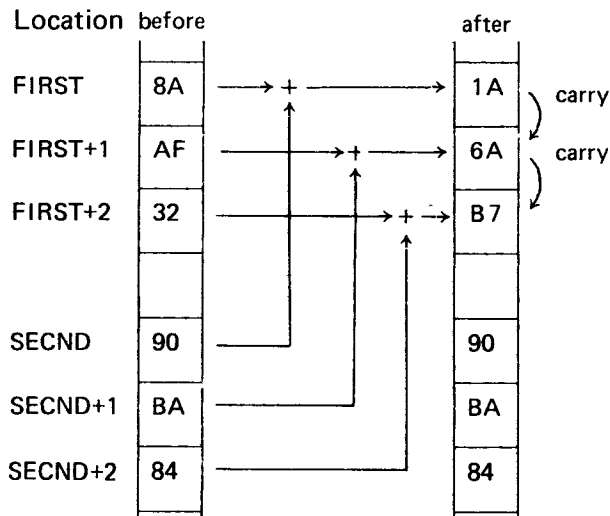 Location before after
FIRST 8A + 1A carry
FIRST+1 AF + 6A carry
FIRST+2 32 + B7
SECND 90 90
SECND+1 BA BA
SECND+2 84 84